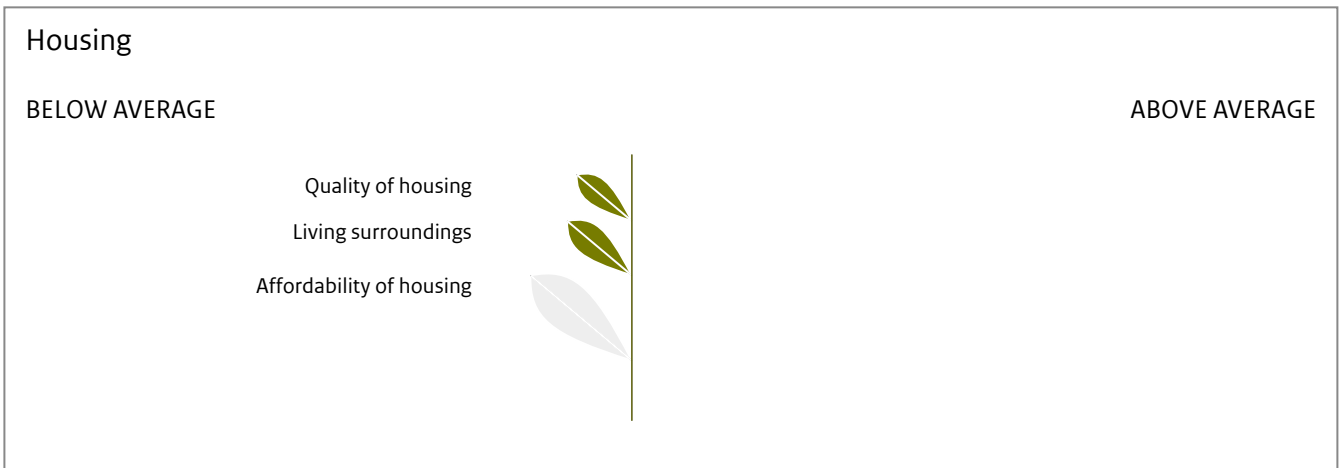 Housing
BELOW AVERAGE
ABOVE AVERAGE
Quality of housing
Living surroundings
Affordability of housing